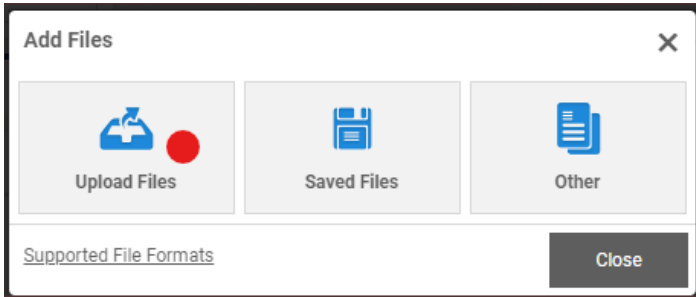 Add Files
Upload Files
Saved Files
Other
Supported File Formats
Close